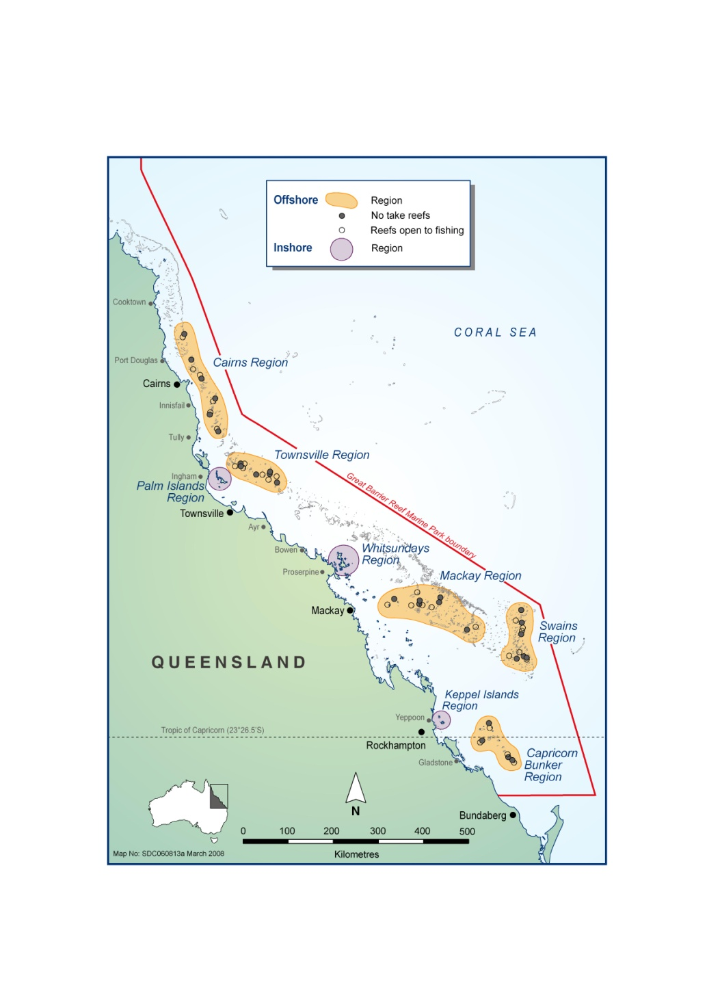 Offshore
Region
No take reefs
Reefs open to fishing
Inshore
Region
Cooktown
CORAL SEA
Port Douglas
Cairns Region
Cairns
Innisfail
Tully
Townsville Region
Ingham
Palm Islands
Region
Great Barrier Reef Marine Park boundary
Townsville
Ayr
Bowen
Whitsundays
Region
Proserpine
Mackay Region
Mackay
Swains
Region
QUEENSLAND
Keppel Islands
Region
Yeppoon
Tropic of Capricorn (23°26.5'S)
Rockhampton
Capricorn
Bunker
Region
Gladstone
N
Bundaberg
0 100 200 300 400 500
Kilometres
Map No: SDC060813a March 2008